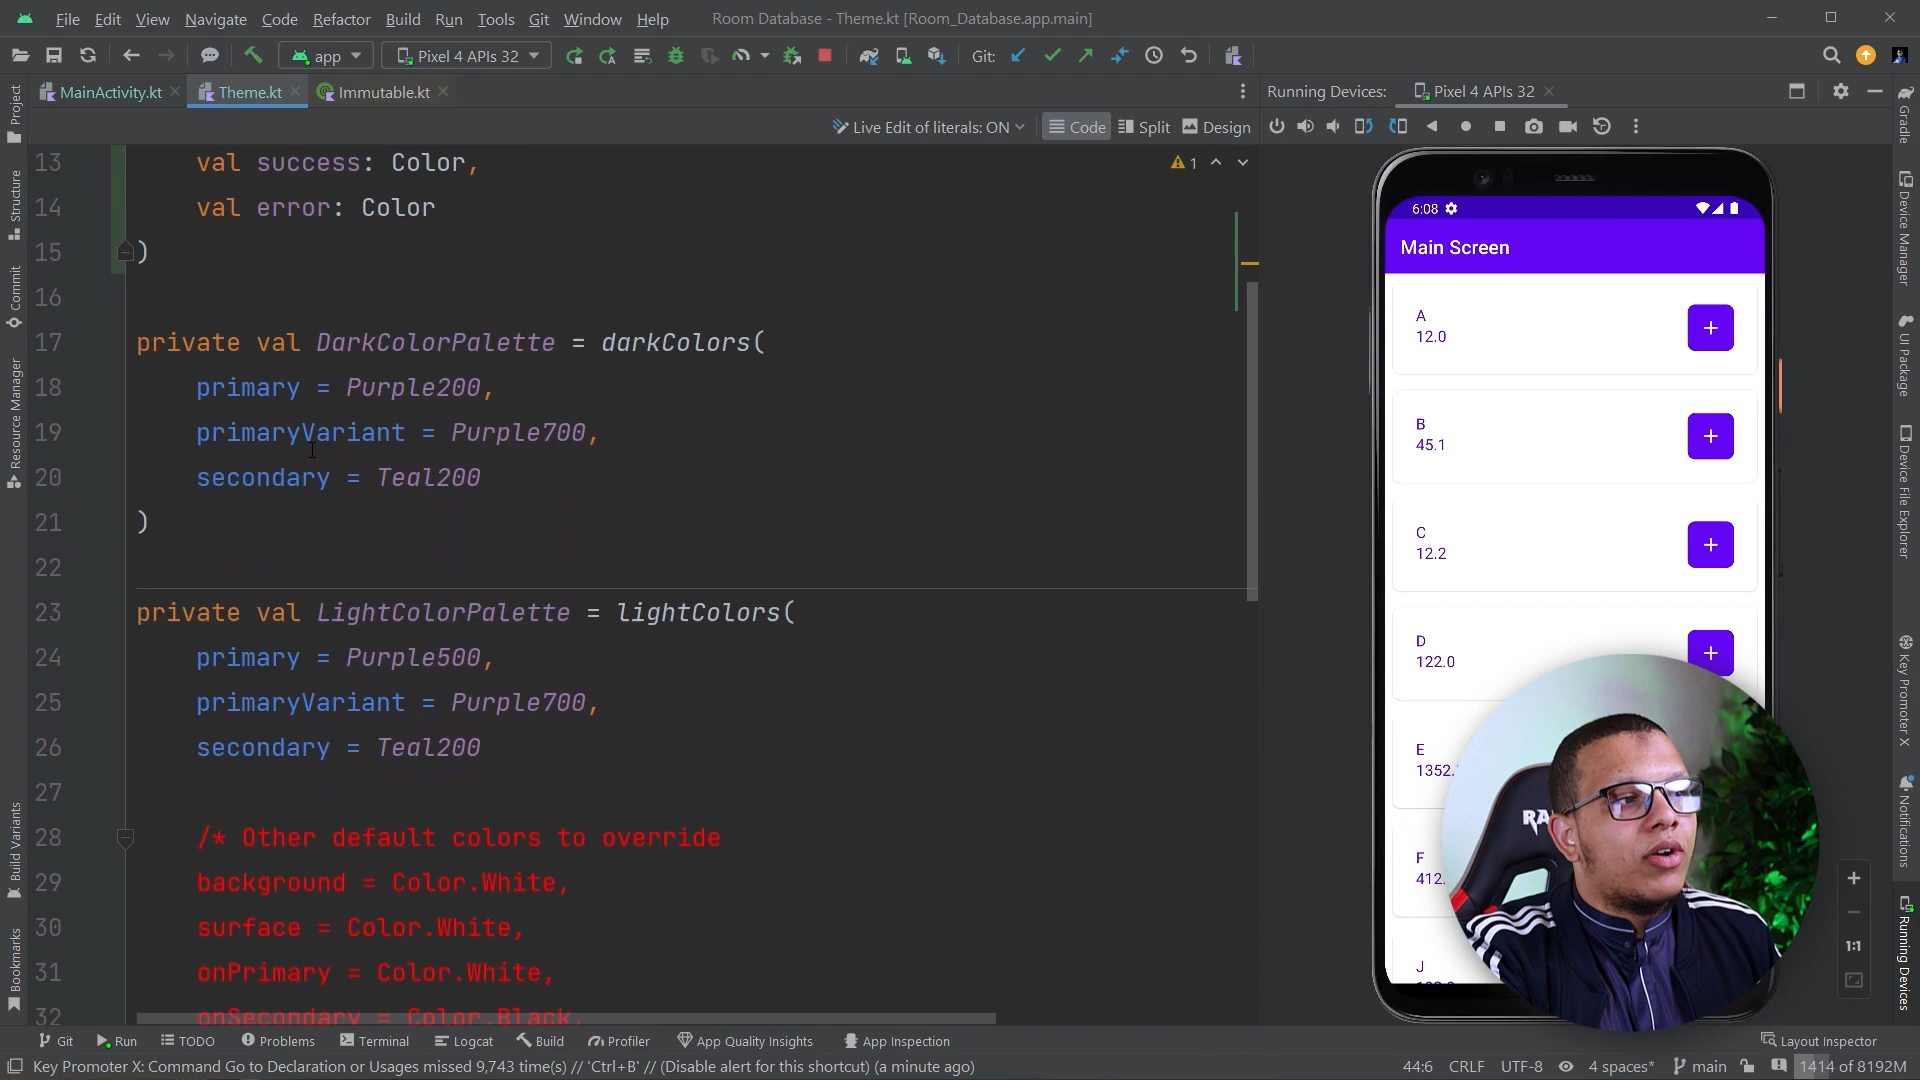 File Edit View Navigate Code Refactor Build Run Tools Git Window Help
Room Database - Theme.kt [Room_Database.app.main]
app
Pixel 4 APIs 32
Git:
MainActivity.kt
Theme.kt
Immutable.kt
Running Devices:
Pixel 4 APIs 32
Live Edit of literals: ON
Code
Split
Design
1
13 val success: Color,
14 val error: Color
15 )
16
17 private val DarkColorPalette = darkColors(
18 primary = Purple200,
19 primaryVariant = Purple700,
20 secondary = Teal200
21 )
22
23 private val LightColorPalette = lightColors(
24 primary = Purple500,
25 primaryVariant = Purple700,
26 secondary = Teal200
27
28 /* Other default colors to override
29 background = Color.White,
30 surface = Color.White,
31 onPrimary = Color.White,
32 onSecondary = Color.Black,
Project
Structure
Commit
Resource Manager
Build Variants
Bookmarks
6:08
Main Screen
A
12.0
+
B
45.1
+
C
12.2
+
D
122.0
+
E
1352.
F
412.
J
RA
1:1
Gradle
Device Manager
UI Package
Device File Explorer
Key Promoter X
Notifications
Running Devices
Git
Run
TODO
Problems
Terminal
Logcat
Build
Profiler
App Quality Insights
App Inspection
Layout Inspector
Key Promoter X: Command Go to Declaration or Usages missed 9,743 time(s) // 'Ctrl+B' // (Disable alert for this shortcut) (a minute ago)
44:6 CRLF UTF-8 4 spaces* main 1414 of 8192M